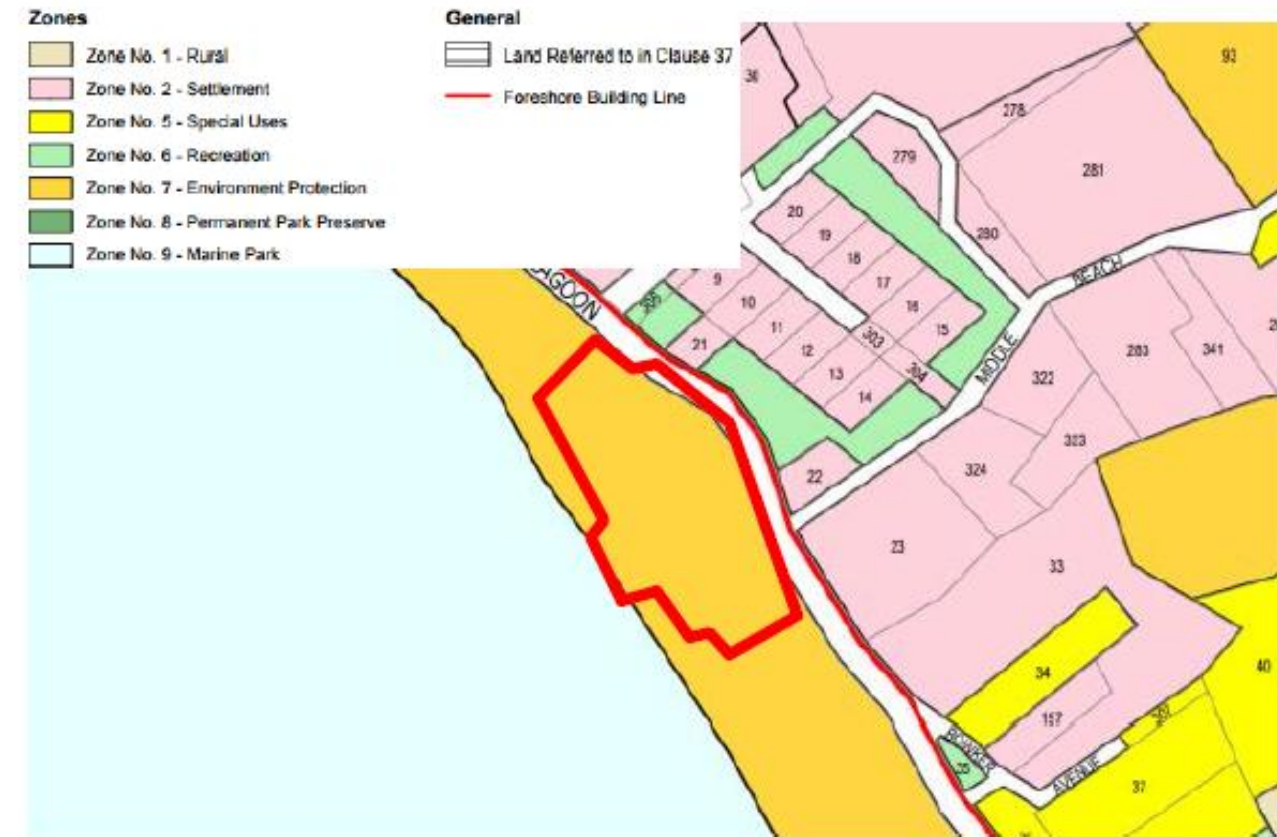 Zones
Zone No. 1 - Rural
Zone No. 2 - Settlement
Zone No. 5 - Special Uses
Zone No. 6 - Recreation
Zone No. 7 - Environment Protection
Zone No. 8 - Permanent Park Preserve
Zone No. 9 - Marine Park
General
Land Referred to in Clause 37
Foreshore Building Line
93
278
279
281
20
19
280
18
BEACH
17
9
16
10
15
11
303
21
12
304
MIDDLE
341
13
322
14
323
22
324
23
33
34
40
157
BOWKER
AVENUE
37